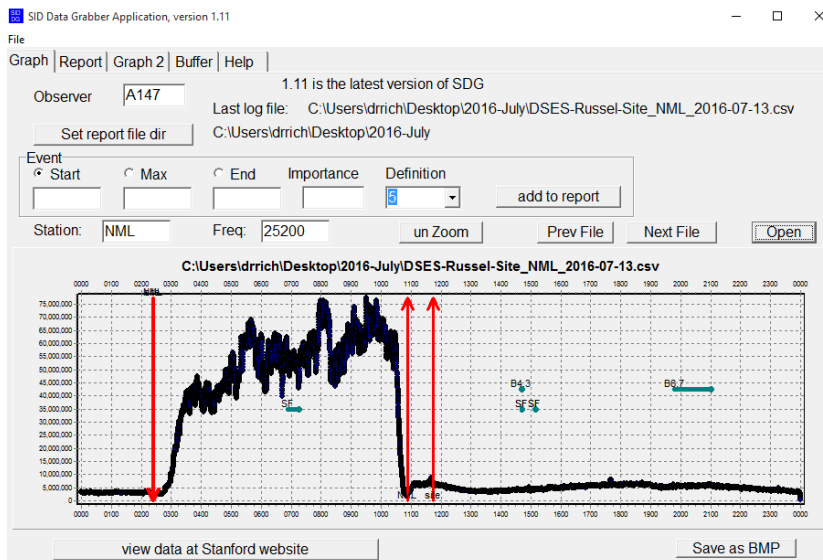 SID DG
SID Data Grabber Application, version 1.11
File
Graph Report Graph 2 Buffer Help
1.11 is the latest version of SDG
Observer A147
Last log file: C:\Users\drrich\Desktop\2016-July\DSES-Russel-Site_NML_2016-07-13.csv
Set report file dir C:\Users\drrich\Desktop\2016-July
Event
Start Max End Importance Definition
5 add to report
Station: NML Freq: 25200 un Zoom Prev File Next File Open
C:\Users\drrich\Desktop\2016-July\DSES-Russel-Site_NML_2016-07-13.csv
0000 0100 0200 0300 0400 0500 0600 0700 0800 0900 1000 1100 1200 1300 1400 1500 1600 1700 1800 1900 2000 2100 2200 2300 0000
75,000,000
70,000,000
65,000,000
60,000,000
55,000,000
50,000,000
45,000,000
B4.3 B6.7
40,000,000
SF SF SF
35,000,000
30,000,000
25,000,000
20,000,000
15,000,000
10,000,000
5,000,000
0
0000 0100 0200 0300 0400 0500 0600 0700 0800 0900 1000 1100 1200 1300 1400 1500 1600 1700 1800 1900 2000 2100 2200 2300 0000
view data at Stanford website Save as BMP